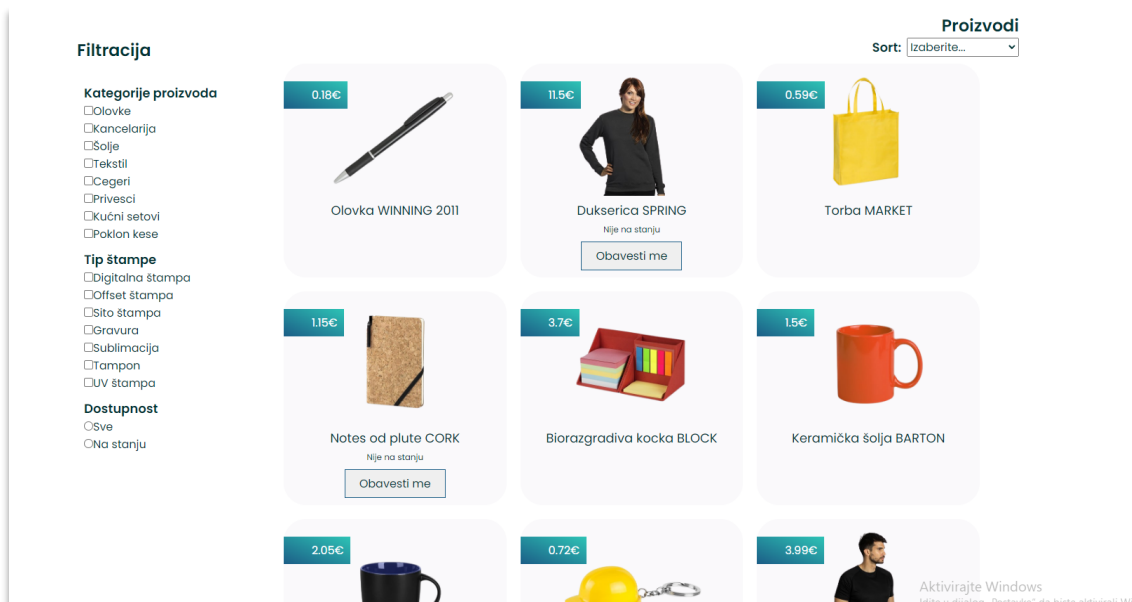 Proizvodi
Filtracija
Sort: Izaberite...
Kategorije proizvoda
Olovke
Kancelarija
Šolje
Tekstil
Cegeri
Privesci
Kućni setovi
Poklon kese
Tip štampe
Digitalna štampa
Offset štampa
Sito štampa
Gravura
Sublimacija
Tampon
UV štampa
Dostupnost
Sve
Na stanju
0.18€
Olovka WINNING 2011
11.5€
Dukserica SPRING
Nije na stanju
Obavesti me
0.59€
Torba MARKET
1.15€
Notes od plute CORK
Nije na stanju
Obavesti me
3.7€
Biorazgradiva kocka BLOCK
1.5€
Keramička šolja BARTON
2.05€
0.72€
3.99€
Aktivirajte Windows